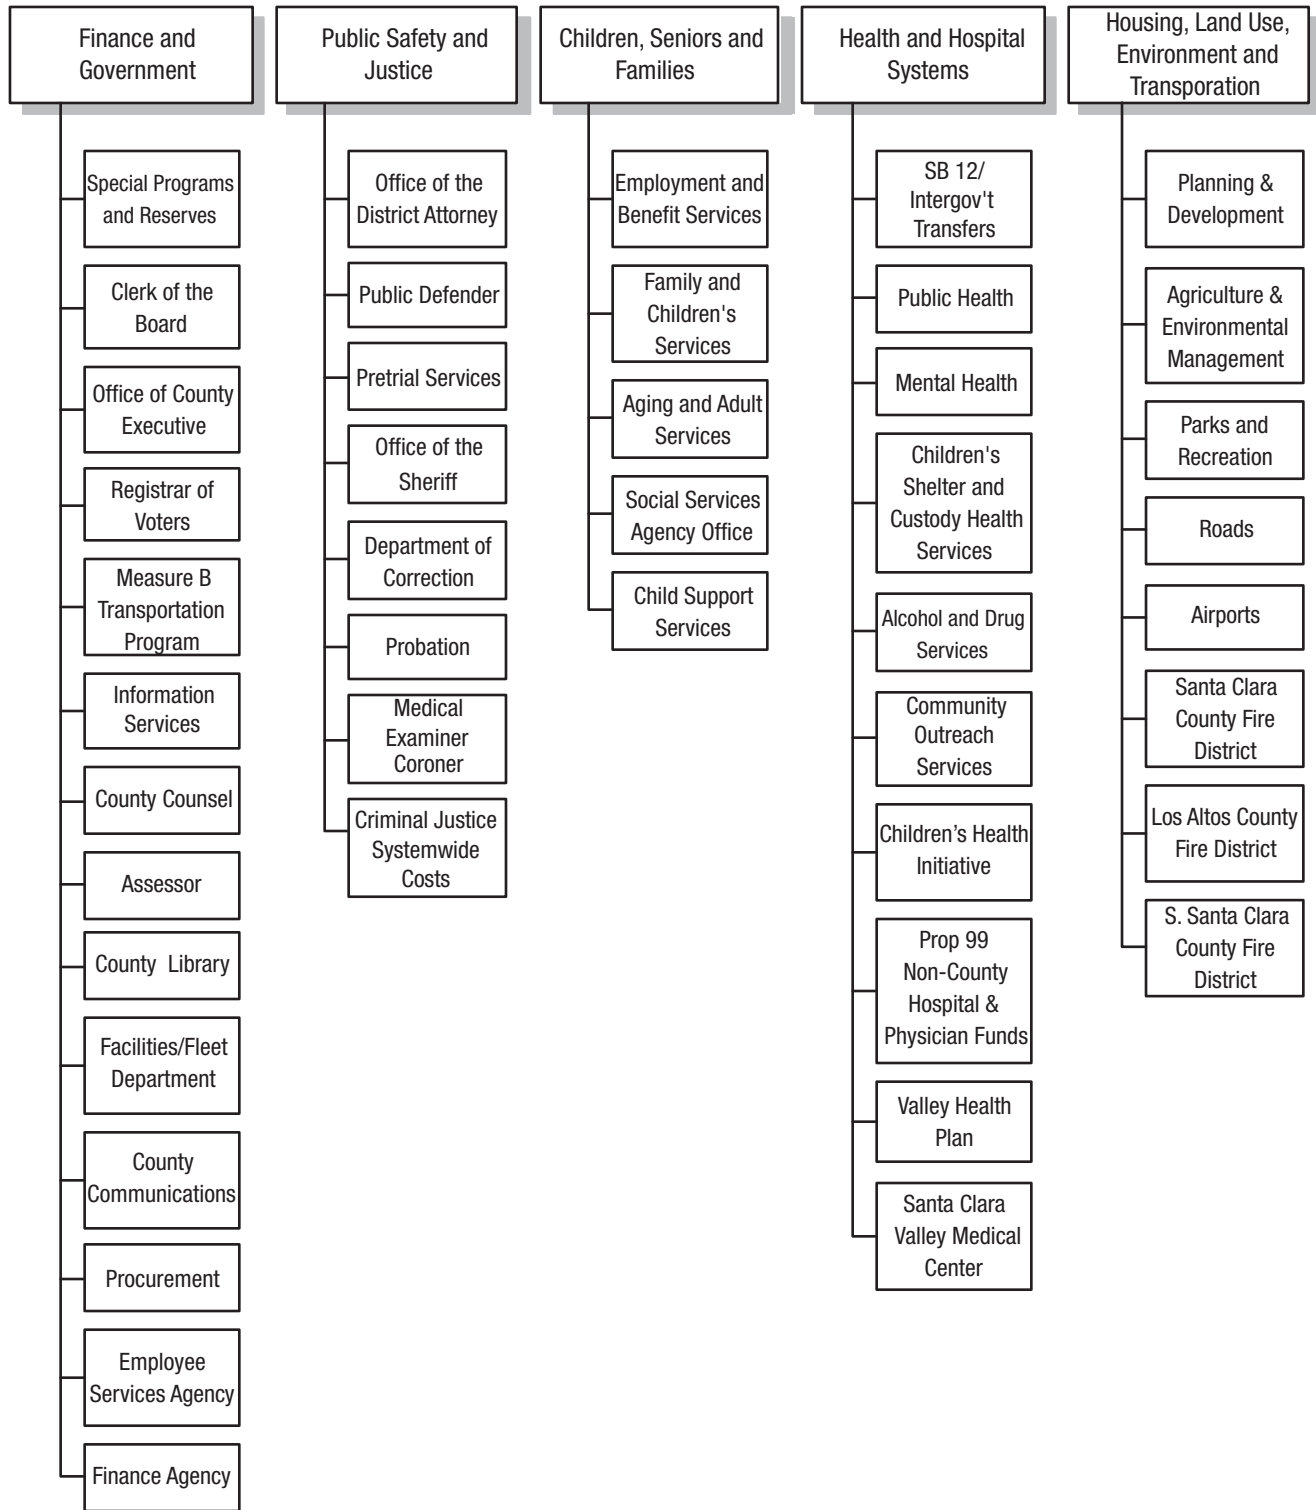 Finance and
Government
Special Programs
and Reserves
Clerk of the
Board
Office of County
Executive
Registrar of
Voters
Measure B
Transportation
Program
Information
Services
County Counsel
Assessor
County Library
Facilities/Fleet
Department
County
Communications
Procurement
Employee
Services Agency
Finance Agency
Public Safety and
Justice
Office of the
District Attorney
Public Defender
Pretrial Services
Office of the
Sheriff
Department of
Correction
Probation
Medical
Examiner
Coroner
Criminal Justice
Systemwide
Costs
Children, Seniors and
Families
Employment and
Benefit Services
Family and
Children's
Services
Aging and Adult
Services
Social Services
Agency Office
Child Support
Services
Health and Hospital
Systems
SB 12/
Intergov't
Transfers
Public Health
Mental Health
Children's
Shelter and
Custody Health
Services
Alcohol and Drug
Services
Community
Outreach
Services
Children’s Health
Initiative
Prop 99
Non-County
Hospital &
Physician Funds
Valley Health
Plan
Santa Clara
Valley Medical
Center
Housing, Land Use,
Environment and
Transporation
Planning &
Development
Agriculture &
Environmental
Management
Parks and
Recreation
Roads
Airports
Santa Clara
County Fire
District
Los Altos County
Fire District
S. Santa Clara
County Fire
District